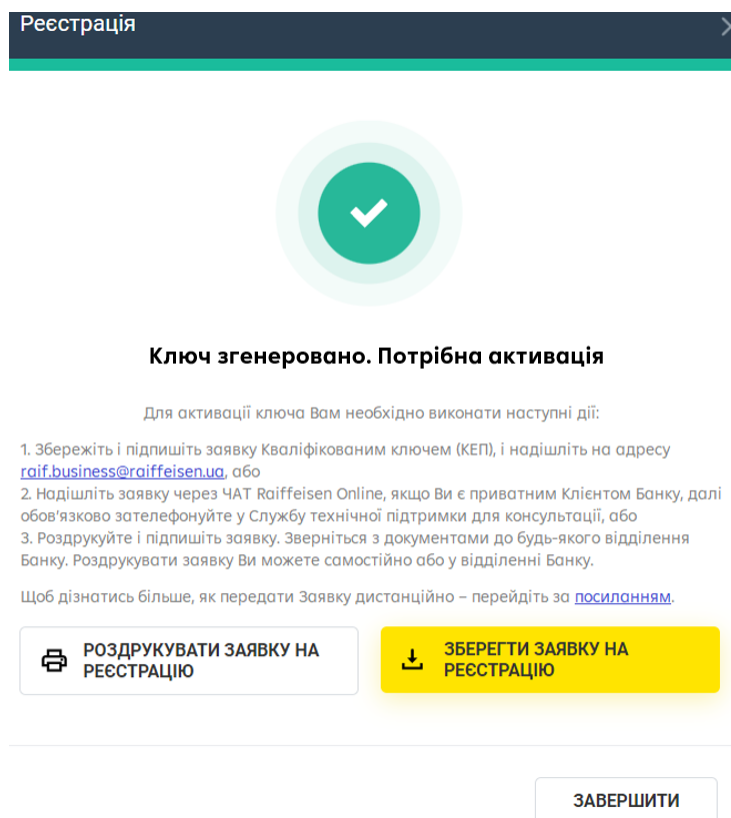 Реєстрація
Ключ згенеровано. Потрібна активація
Для активації ключа Вам необхідно виконати наступні дії:
1. Збережіть і підпишіть заявку Кваліфікованим ключем (КЕП), і надішліть на адресу
raif.business@raiffeisen.ua, або
2. Надішліть заявку через ЧАТ Raiffeisen Online, якщо Ви є приватним Клієнтом Банку, далі
обов'язково зателефонуйте у Службу технічної підтримки для консультації, або
3. Роздрукуйте і підпишіть заявку. Зверніться з документами до будь-якого відділення
Банку. Роздрукувати заявку Ви можете самостійно або у відділенні Банку.
Щоб дізнатись більше, як передати Заявку дистанційно – перейдіть за посиланням.
РОЗДРУКУВАТИ ЗАЯВКУ НА
РЕЄСТРАЦІЮ
ЗБЕРЕГТИ ЗАЯВКУ НА
РЕЄСТРАЦІЮ
ЗАВЕРШИТИ